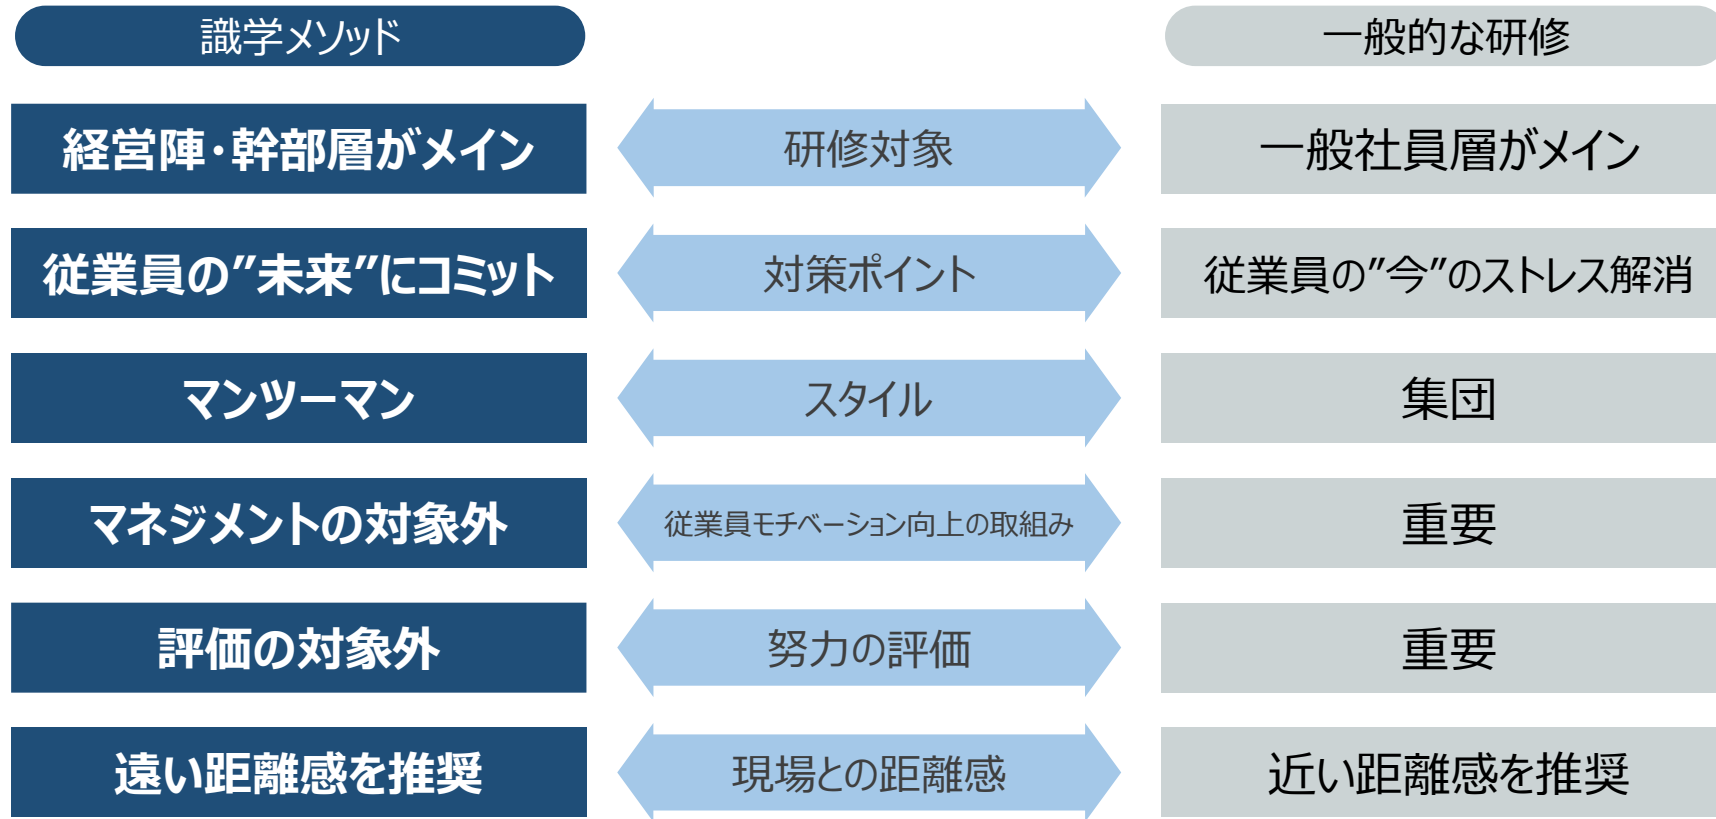 識学メソッド
一般的な研修
経営陣・幹部層がメイン
研修対象
一般社員層がメイン
従業員の”未来”にコミット
対策ポイント
従業員の”今”のストレス解消
マンツーマン
スタイル
集団
マネジメントの対象外
従業員モチベーション向上の取組み
重要
評価の対象外
努力の評価
重要
遠い距離感を推奨
現場との距離感
近い距離感を推奨